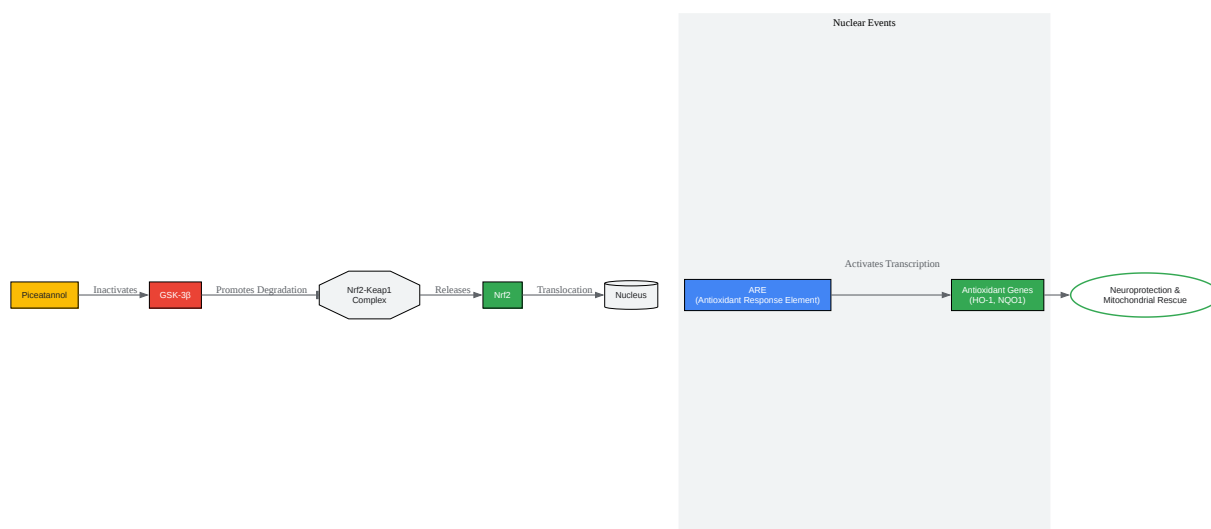 Nuclear Events
Piceatannol
Inactivates
GSK-3β
Promotes Degradation
Nrf2-Keap1
Complex
Releases
Nrf2
Translocation
Nucleus
ARE
(Antioxidant Response Element)
Activates Transcription
Antioxidant Genes
(HO-1, NQO1)
Neuroprotection &
Mitochondrial Rescue